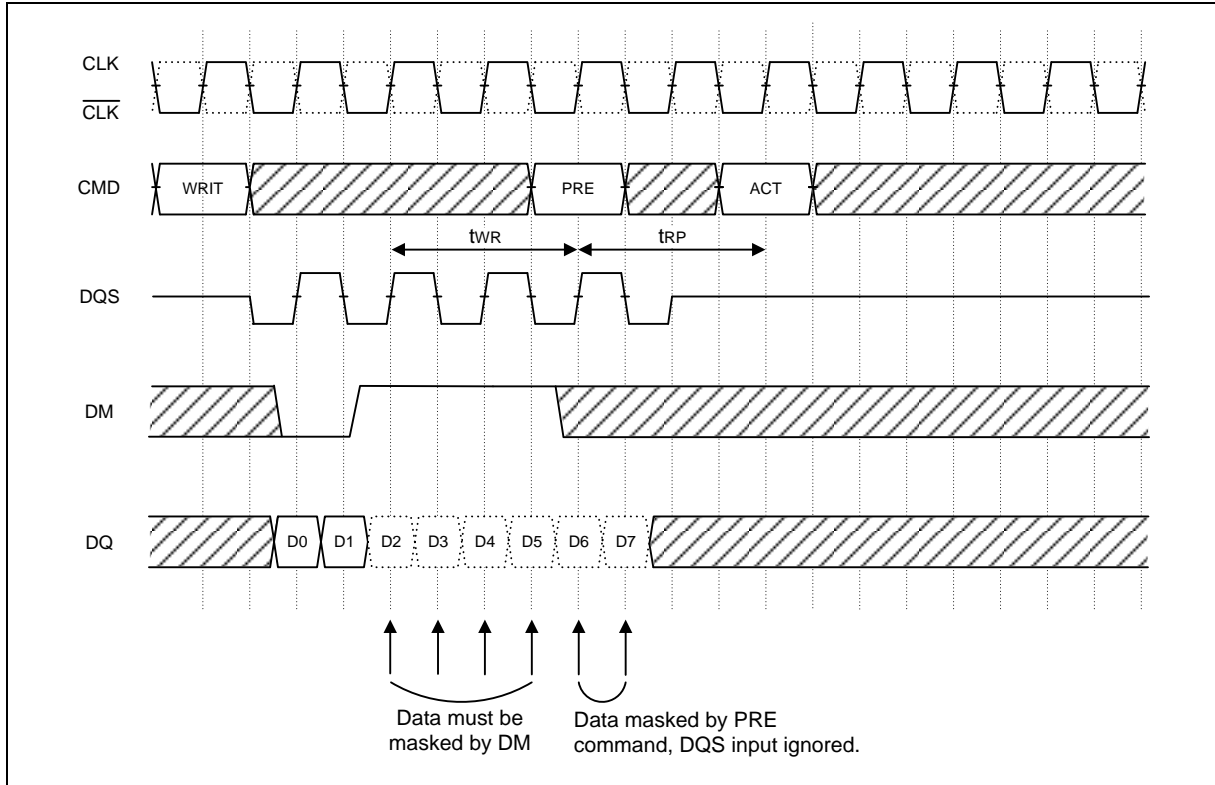 CLK
CLK
CMD
WRIT
PRE
ACT
tWR
tRP
DQS
DM
DQ
D0 D1 D2 D3 D4 D5 D6 D7
Data must be
masked by DM
Data masked by PRE
command, DQS input ignored.